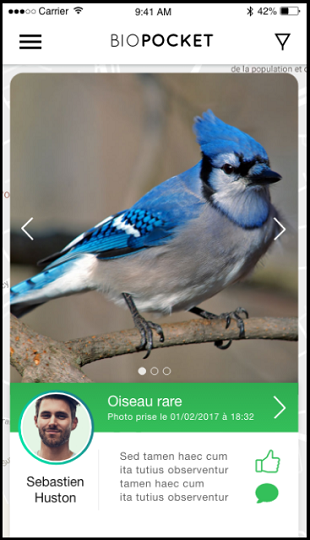 Carrier 9:41 AM 42%
BIOPOCKET
de la population et d
Oiseau rare
Photo prise le 01/02/2017 à 18:32
Sebastien
Huston
Sed tamen haec cum
ita tutius observentur
tamen haec cum
ita tutius observentur